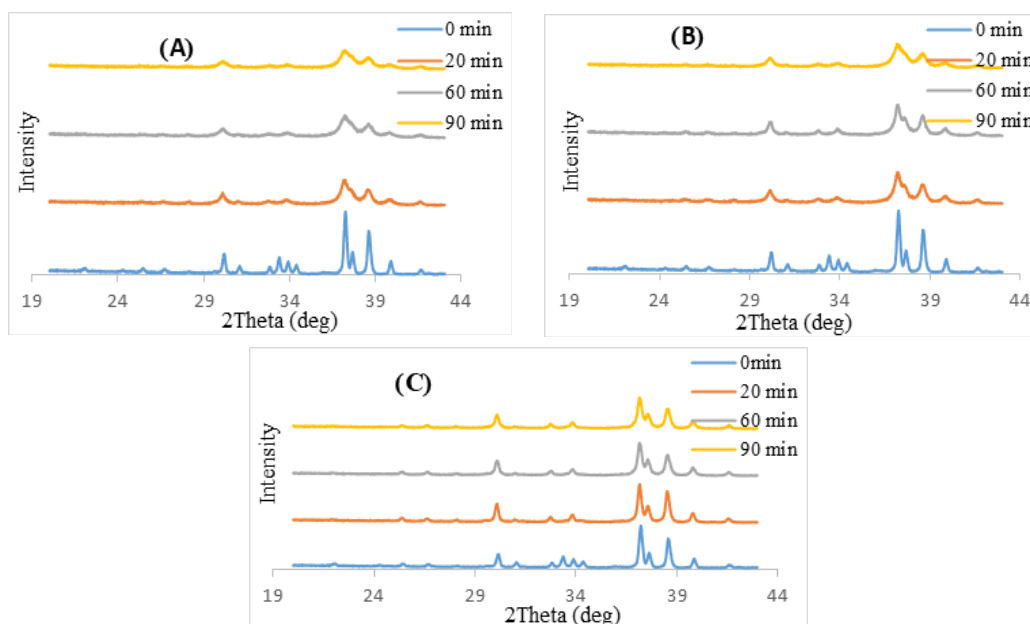 (A)
0 min
20 min
60 min
90 min
Intensity
19 24 29 34 39 44
2Theta (deg)
(B)
0 min
20 min
60 min
90 min
Intensity
19 24 29 34 39 44
2Theta (deg)
(C)
0min
20 min
60 min
90 min
Intensity
19 24 29 34 39 44
2Theta (deg)